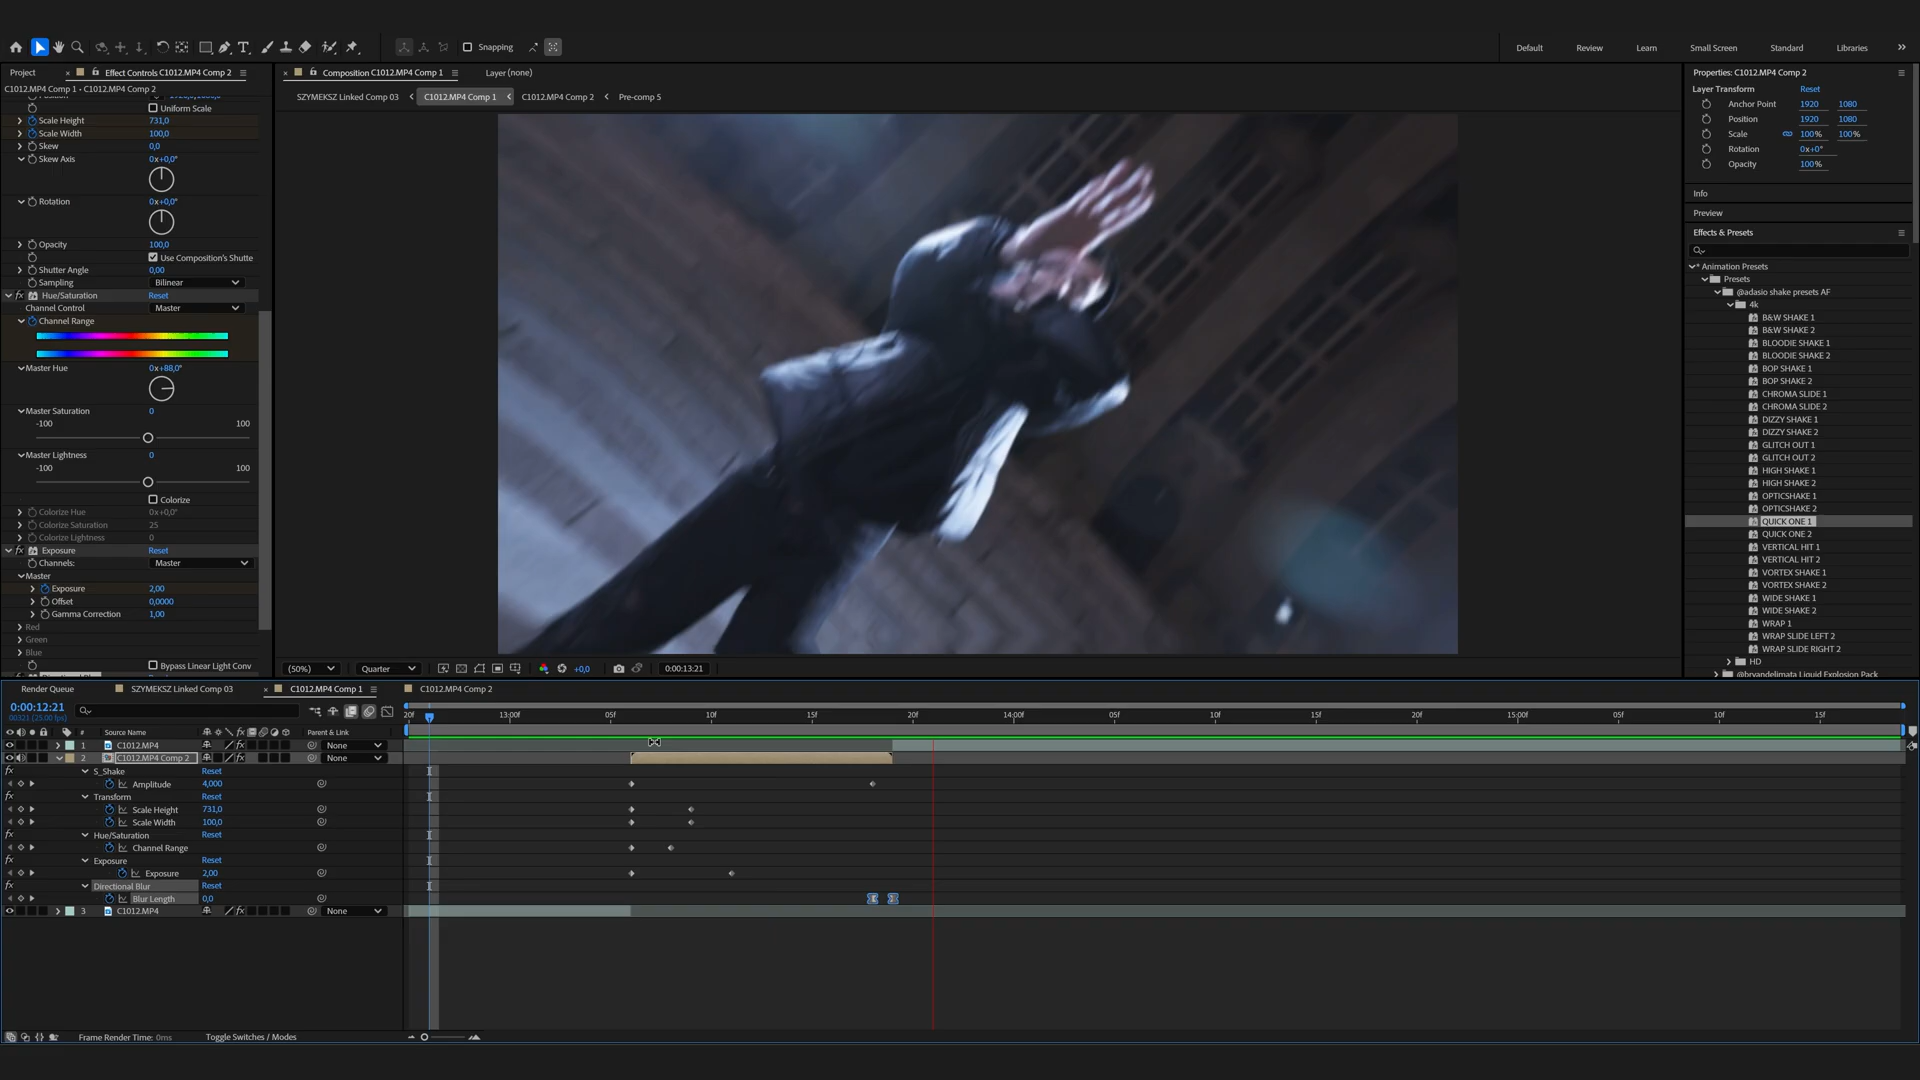 Snapping
Default Review Learn Small Screen Standard Libraries
Project Effect Controls C1012.MP4 Comp 2
C1012.MP4 Comp 1 • C1012.MP4 Comp 2
Uniform Scale
Scale Height 731,0
Scale Width 100,0
Skew 0,0
Skew Axis 0x+0,0°
Rotation 0x+0,0°
Opacity 100,0
Use Composition's Shutte
Shutter Angle 0,00
Sampling Bilinear
fx Hue/Saturation Reset
Channel Control Master
Channel Range
Master Hue 0x+88,0°
Master Saturation 0
-100 100
Master Lightness 0
-100 100
Colorize
Colorize Hue 0x+0,0°
Colorize Saturation 25
Colorize Lightness 0
fx Exposure Reset
Channels: Master
Master
Exposure 2,00
Offset 0,0000
Gamma Correction 1,00
Red
Green
Blue
Bypass Linear Light Conv
Composition C1012.MP4 Comp 1 Layer (none)
SZYMEKSZ Linked Comp 03 C1012.MP4 Comp 1 C1012.MP4 Comp 2 Pre-comp 5
(50%) Quarter +0,0 0:00:13:21
Properties: C1012.MP4 Comp 2
Layer Transform Reset
Anchor Point 1920 1080
Position 1920 1080
Scale 100% 100%
Rotation 0x+0°
Opacity 100%
Info
Preview
Effects & Presets
* Animation Presets
Presets
@adasio shake presets AF
4k
B&W SHAKE 1
B&W SHAKE 2
BLOODIE SHAKE 1
BLOODIE SHAKE 2
BOP SHAKE 1
BOP SHAKE 2
CHROMA SLIDE 1
CHROMA SLIDE 2
DIZZY SHAKE 1
DIZZY SHAKE 2
GLITCH OUT 1
GLITCH OUT 2
HIGH SHAKE 1
HIGH SHAKE 2
OPTICSHAKE 1
OPTICSHAKE 2
QUICK ONE 1
QUICK ONE 2
VERTICAL HIT 1
VERTICAL HIT 2
VORTEX SHAKE 1
VORTEX SHAKE 2
WIDE SHAKE 1
WIDE SHAKE 2
WRAP 1
WRAP SLIDE LEFT 2
WRAP SLIDE RIGHT 2
HD
@bryandelimata Liquid Explosion Pack
Render Queue SZYMEKSZ Linked Comp 03 C1012.MP4 Comp 1 C1012.MP4 Comp 2
0:00:12:21
00321 (25.00 fps)
20f 13:00f 05f 10f 15f 20f 14:00f 05f 10f 15f 20f 15:00f 05f 10f 15f
# Source Name Parent & Link
1 C1012.MP4 None
2 C1012.MP4 Comp 2 None
fx S_Shake Reset
Amplitude 4,000
fx Transform Reset
Scale Height 731,0
Scale Width 100,0
fx Hue/Saturation Reset
Channel Range
fx Exposure Reset
Exposure 2,00
fx Directional Blur Reset
Blur Length 0,0
3 C1012.MP4 None
Frame Render Time: 0ms Toggle Switches / Modes